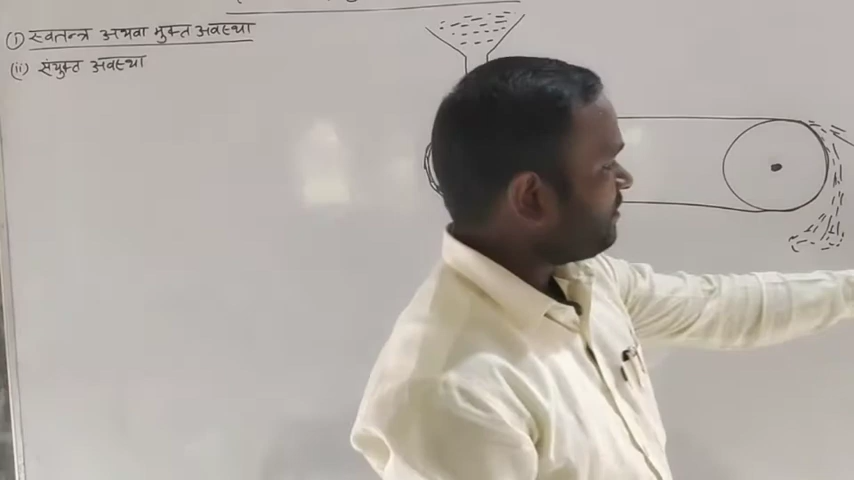 (i) स्वतन्त्र अथवा मुक्त अवस्था
(ii) संयुक्त अवस्था